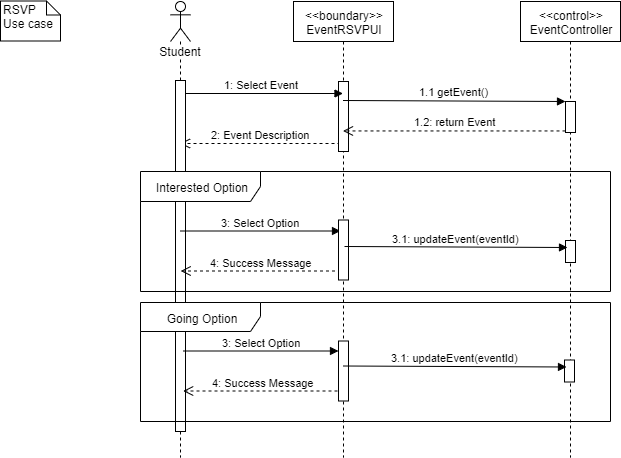 RSVP
Use case
Student
<<boundary>>
EventRSVPUI
<<control>>
EventController
1: Select Event
1.1 getEvent()
1.2: return Event
2: Event Description
Interested Option
3: Select Option
3.1: updateEvent(eventId)
4: Success Message
Going Option
3: Select Option
3.1: updateEvent(eventId)
4: Success Message